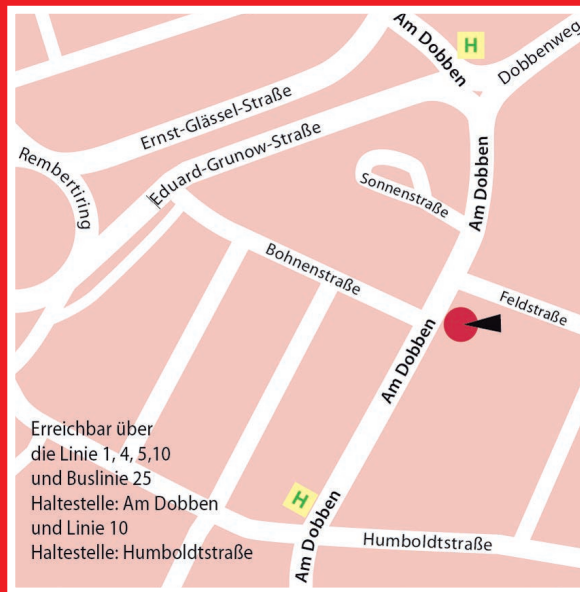 Am Dobben
H
Dobbenweg
Ernst-Glässel-Straße
Eduard-Grunow-Straße
Rembertiring
Am Dobben
Sonnenstraße
Bohnenstraße
Feldstraße
Am Dobben
Erreichbar über
die Linie 1, 4, 5,10
und Buslinie 25
Haltestelle: Am Dobben
und Linie 10
Haltestelle: Humboldtstraße
H
Am Dobben
Humboldtstraße